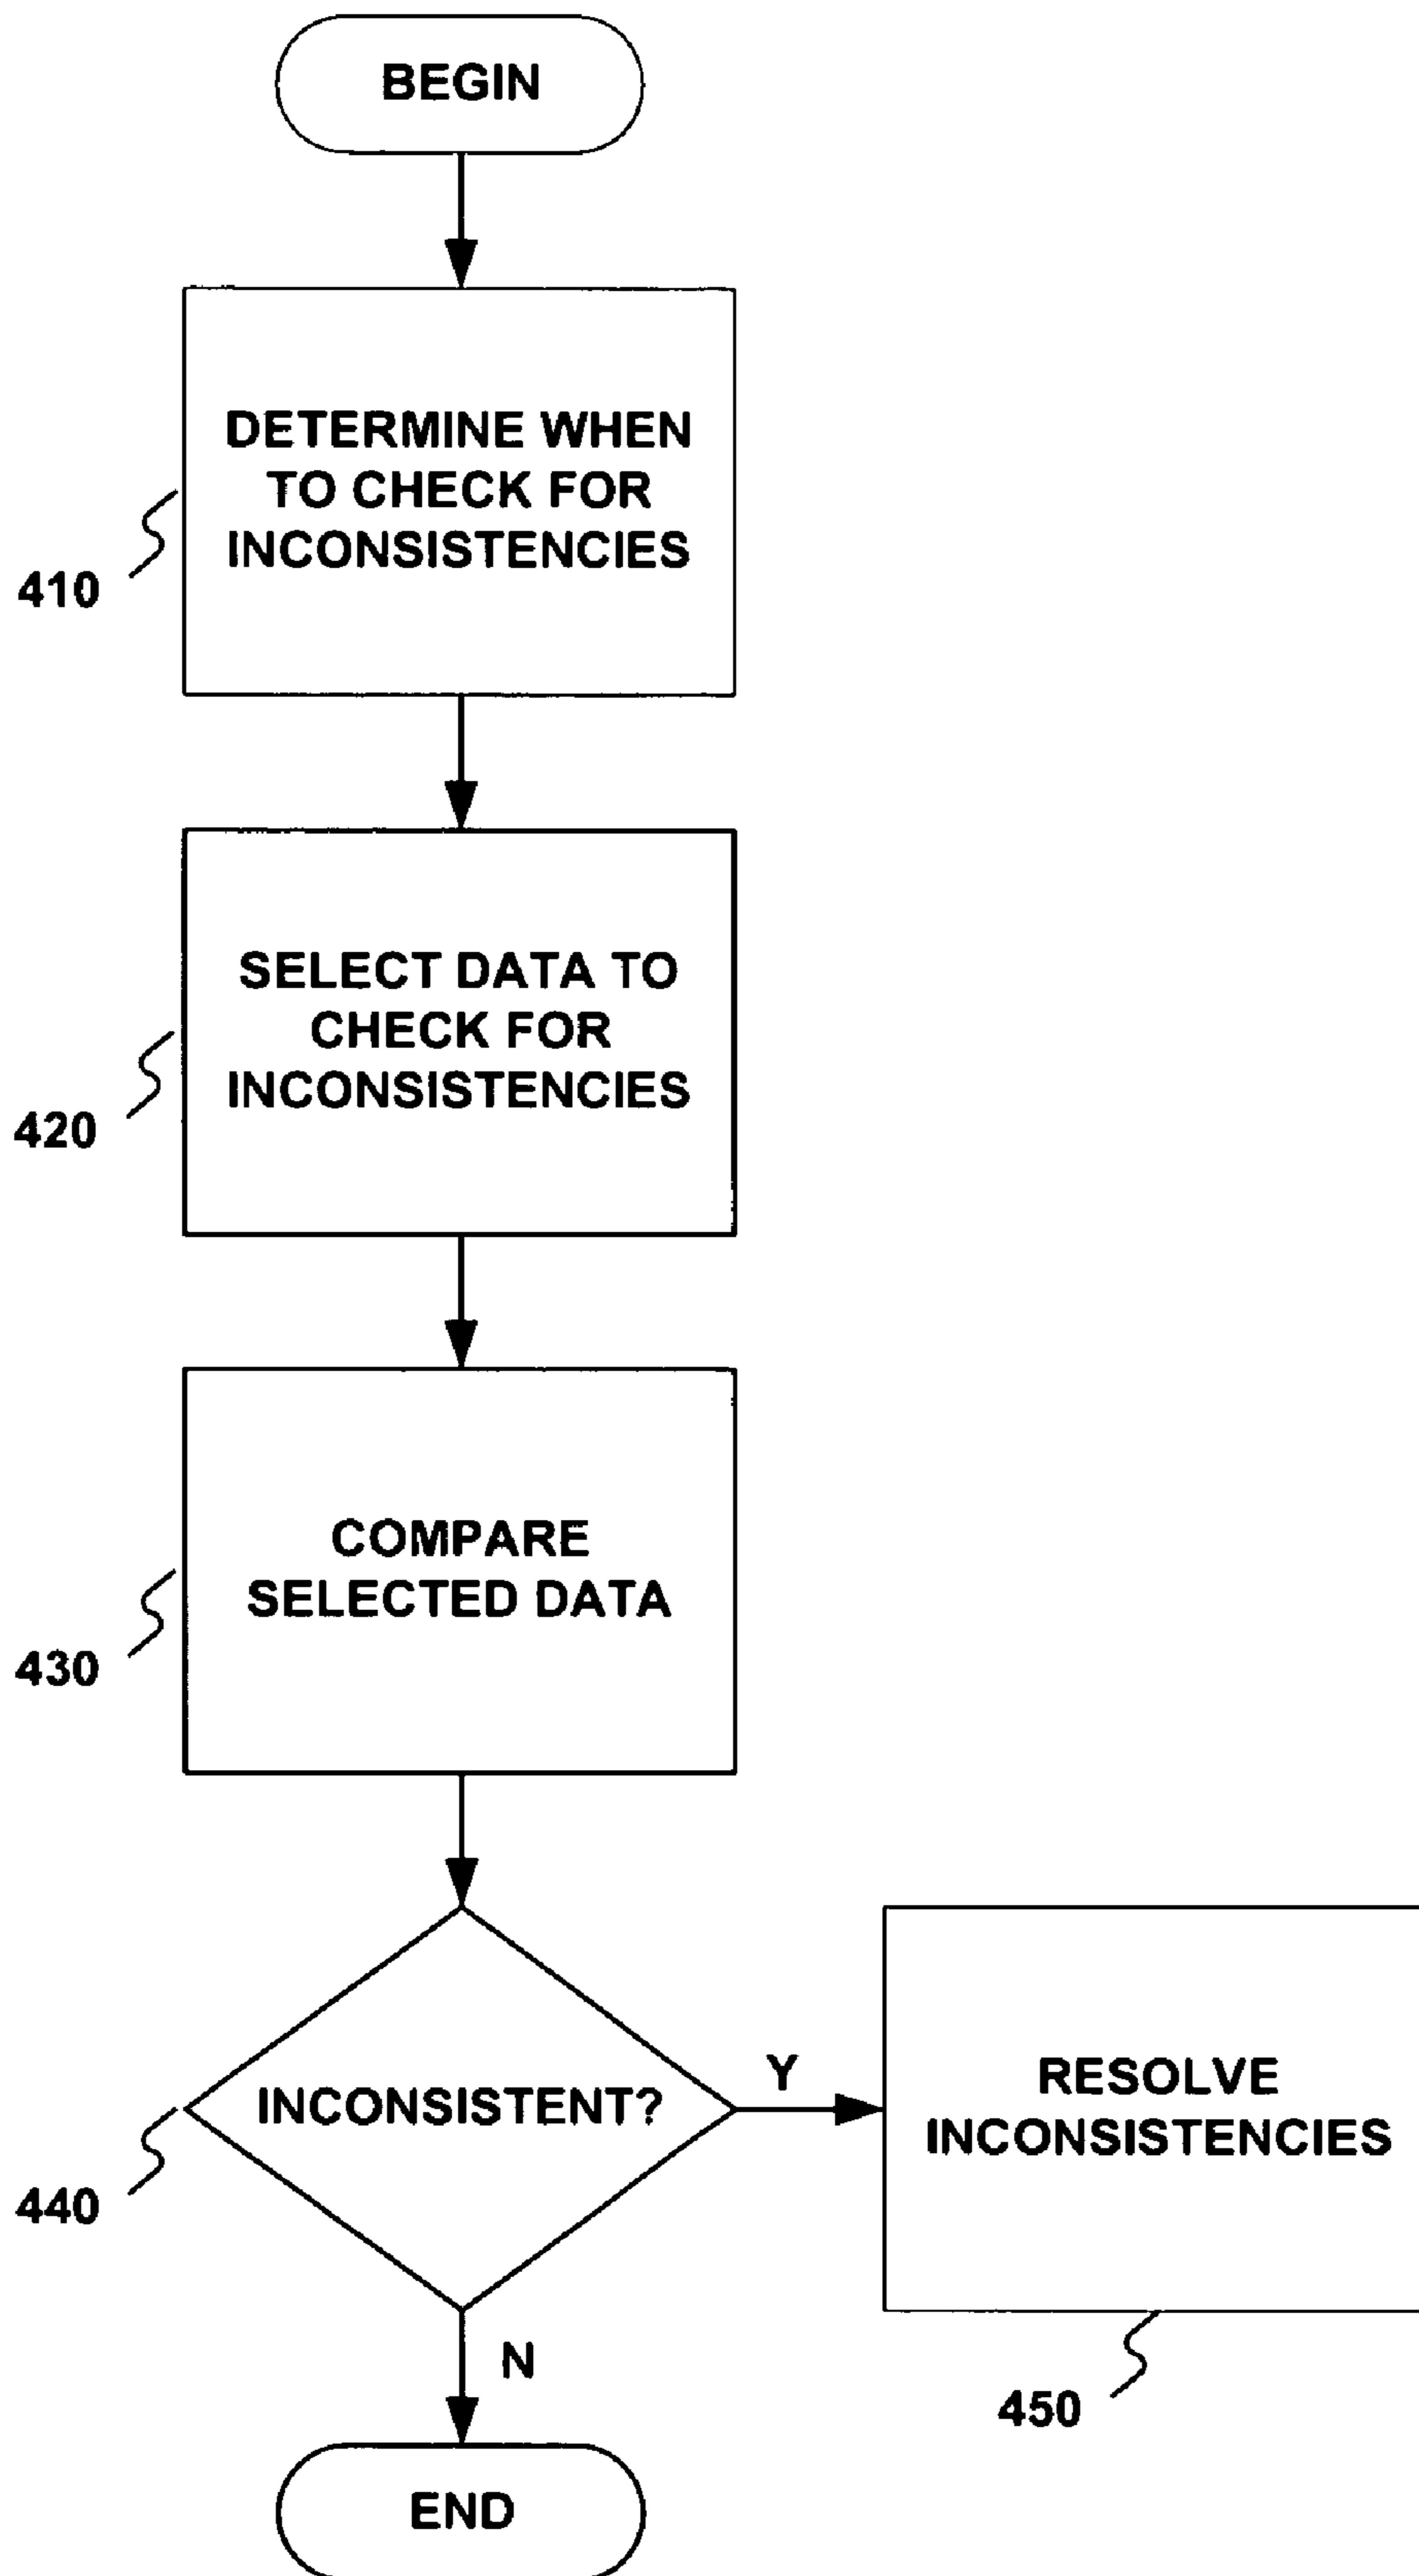 BEGIN
DETERMINE WHEN
TO CHECK FOR
INCONSISTENCIES
410
SELECT DATA TO
CHECK FOR
INCONSISTENCIES
420
COMPARE
SELECTED DATA
430
INCONSISTENT?
440
Y
RESOLVE
INCONSISTENCIES
450
N
END